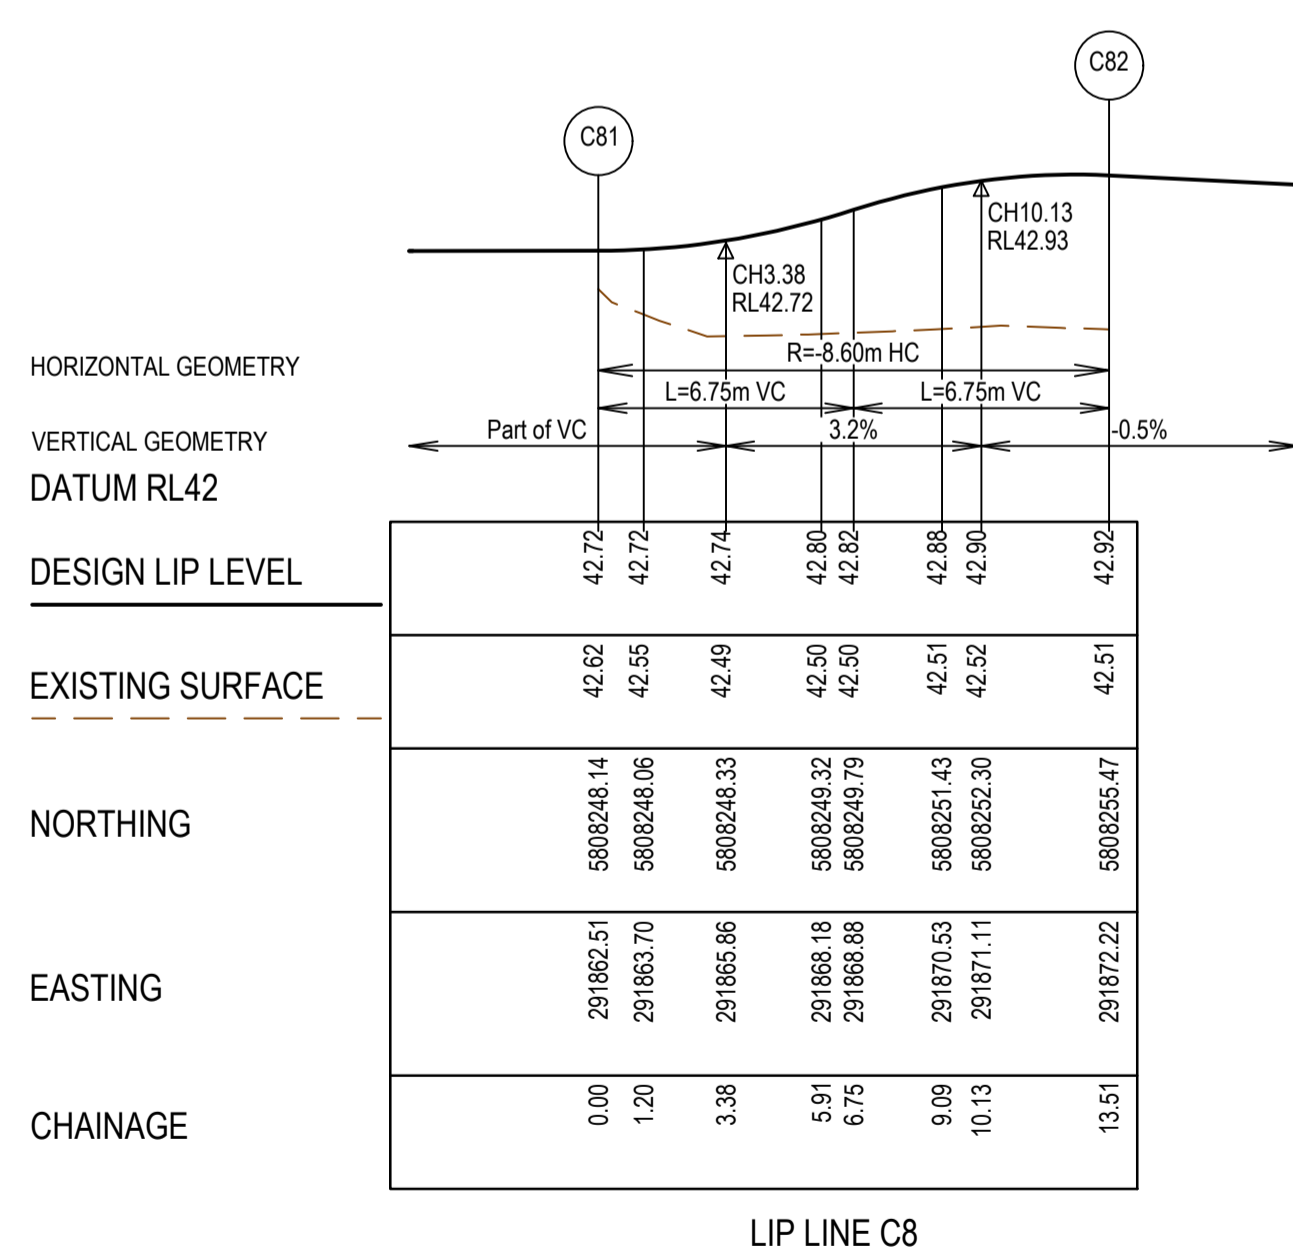 C82
C81
CH10.13
RL42.93
CH3.38
RL42.72
R=-8.60m HC
HORIZONTAL GEOMETRY
L=6.75m VC L=6.75m VC
Part of VC 3.2% -0.5%
VERTICAL GEOMETRY
DATUM RL42
DESIGN LIP LEVEL 42.72 42.72 42.74 42.80 42.82 42.88 42.90 42.92
EXISTING SURFACE 42.62 42.55 42.49 42.50 42.50 42.51 42.52 42.51
NORTHING 5808248.14 5808248.06 5808248.33 5808249.32 5808249.79 5808251.43 5808252.30 5808255.47
EASTING 291862.51 291863.70 291865.86 291868.18 291868.88 291870.53 291871.11 291872.22
CHAINAGE 0.00 1.20 3.38 5.91 6.75 9.09 10.13 13.51
LIP LINE C8